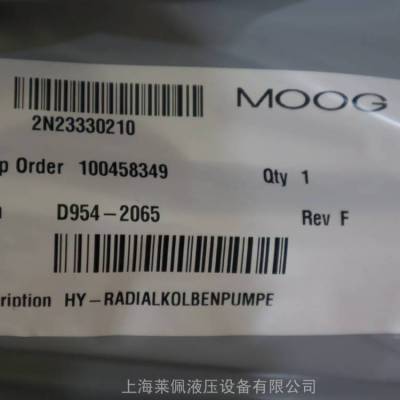 MOOG
2N23330210
p Order 100458349 Qty 1
D954-2065 Rev F
ription HY-RADIALKOLBENPUMPE
上海莱佩液压设备有限公司